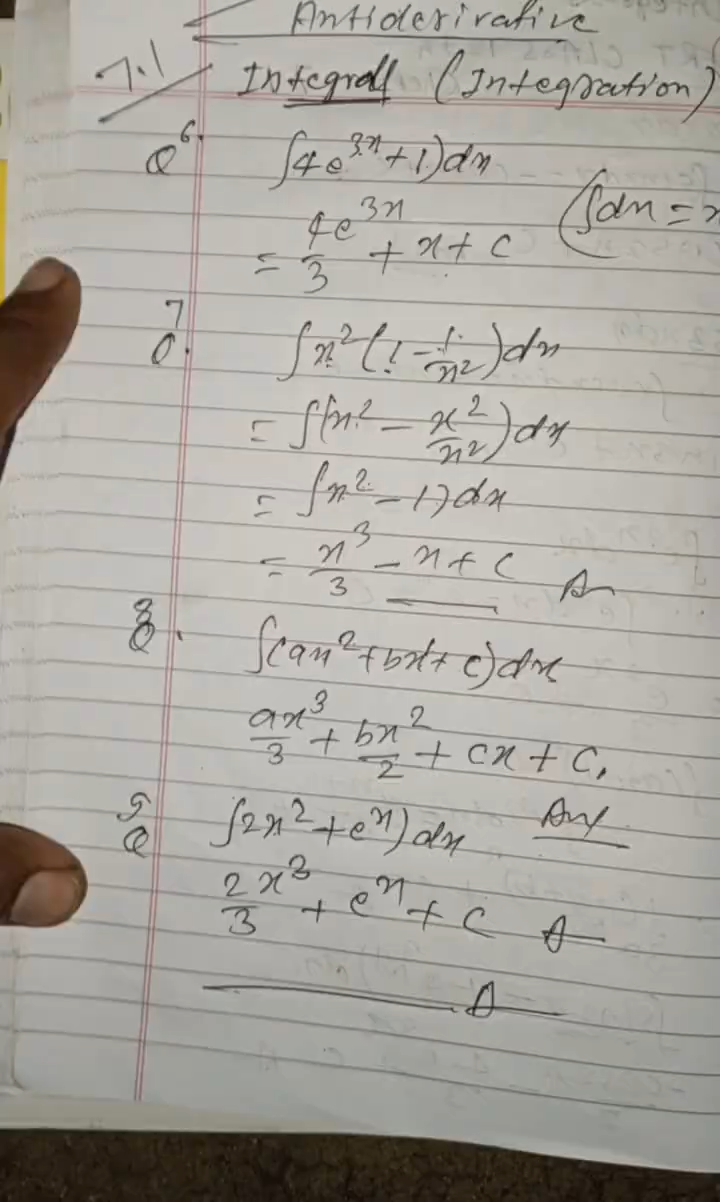 Antiderivative
7.1 Integral (Integration)
Q6. ∫4e^{3x}+1)dx
(∫dx = x
= 4e^{3x}/3 + x + c
Q7. ∫x²(1 - 1/x²)dx
= ∫(x² - x²/x²)dx
= ∫x² - 1)dx
= x³/3 - x + c A
Q8. ∫(ax²+bx+c)dx
ax³/3 + bx²/2 + cx + C,
Ans
Q9 ∫2x²+e^x)dx
2x³/3 + e^x + c A
A